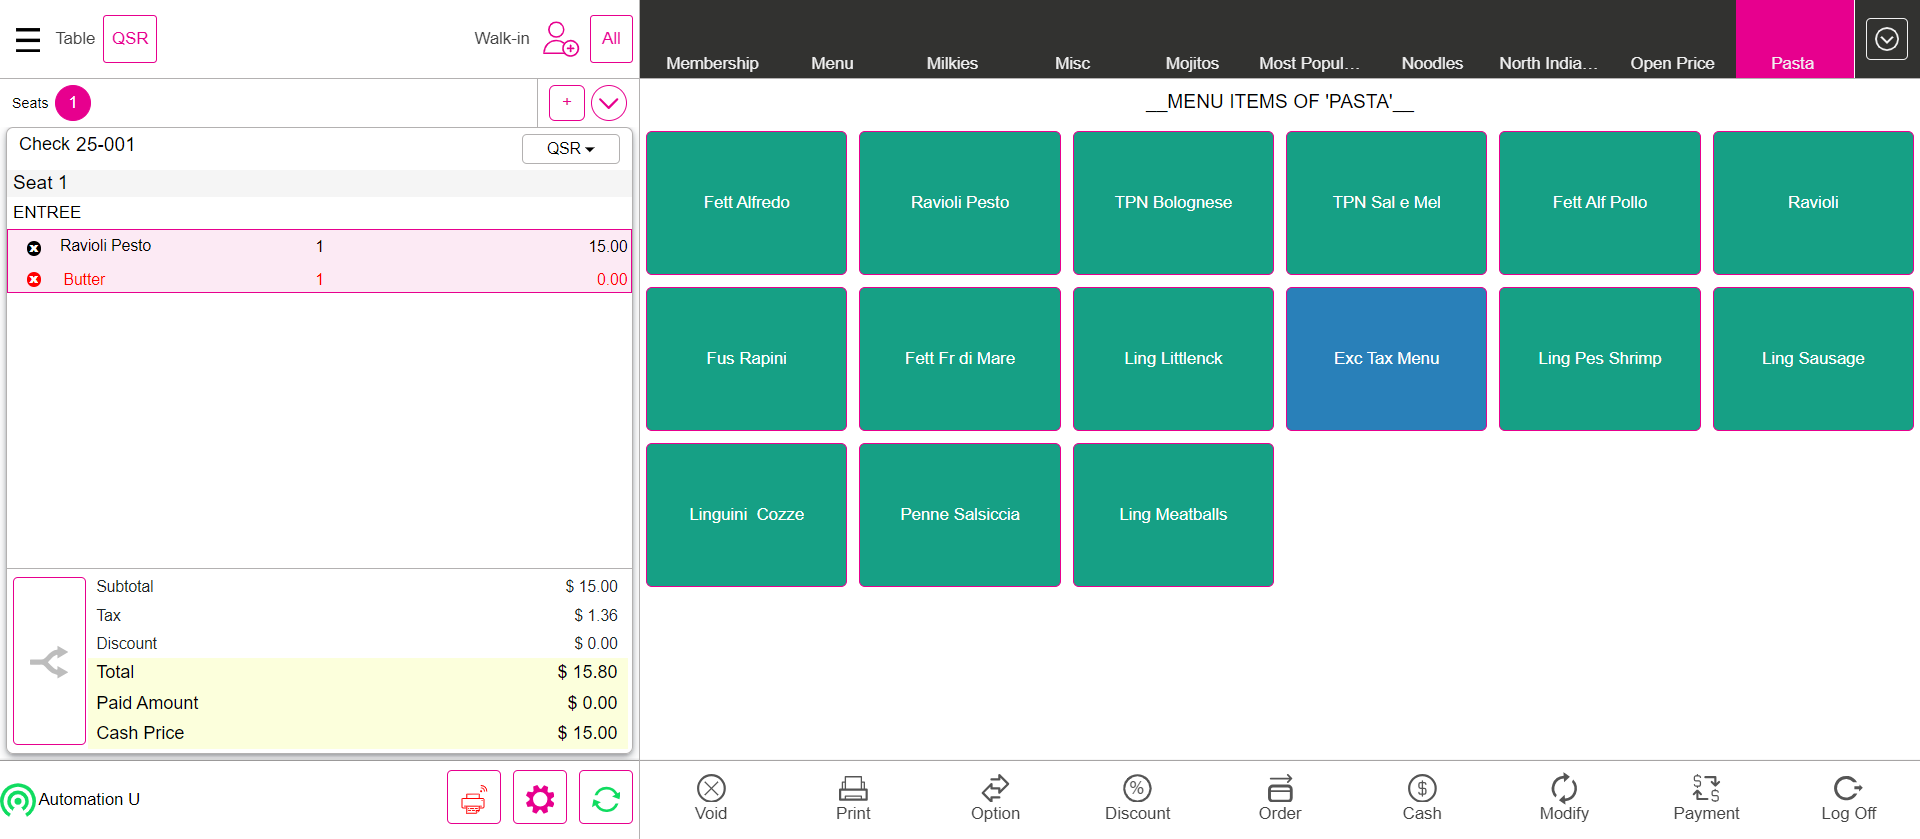 Table QSR Walk-in All
Seats 1 +
Check 25-001 QSR
Seat 1
ENTREE
Ravioli Pesto 1 15.00
Butter 1 0.00
Subtotal $ 15.00
Tax $ 1.36
Discount $ 0.00
Total $ 15.80
Paid Amount $ 0.00
Cash Price $ 15.00
Automation U
Membership Menu Milkies Misc Mojitos Most Popul... Noodles North India... Open Price Pasta
__MENU ITEMS OF 'PASTA'__
Fett Alfredo Ravioli Pesto TPN Bolognese TPN Sal e Mel Fett Alf Pollo Ravioli
Fus Rapini Fett Fr di Mare Ling Littlenck Exc Tax Menu Ling Pes Shrimp Ling Sausage
Linguini  Cozze Penne Salsiccia Ling Meatballs
Void Print Option Discount Order Cash Modify Payment Log Off